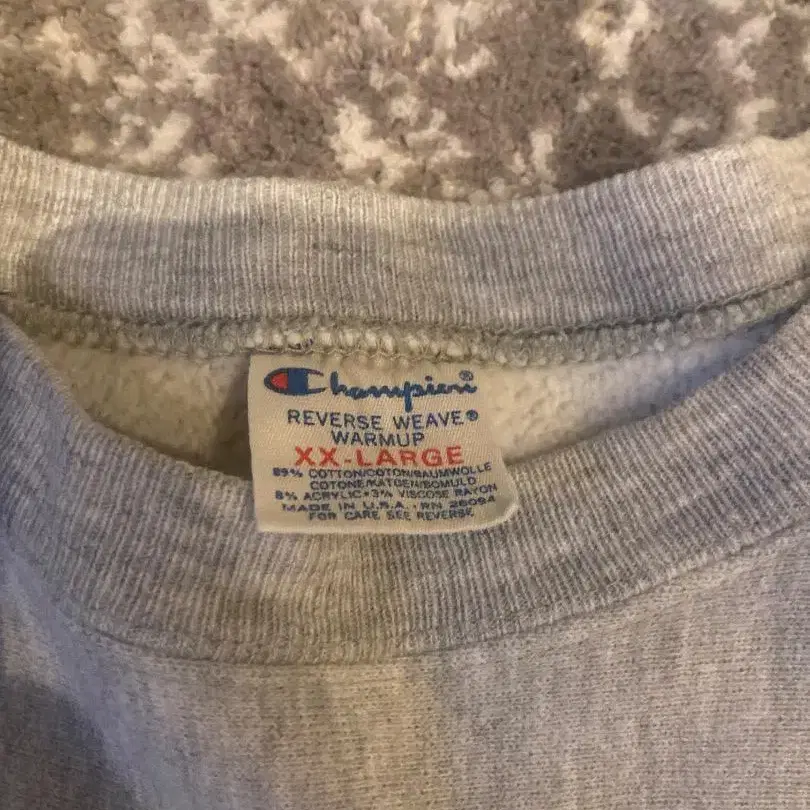 Champion®
REVERSE WEAVE®
WARMUP
XX-LARGE
89% COTTON/COTON/BAUMWOLLE
COTONE/KATOEN/BOMULD
8% ACRYLIC•3% VISCOSE RAYON
MADE IN U.S.A. • RN 26094
FOR CARE SEE REVERSE